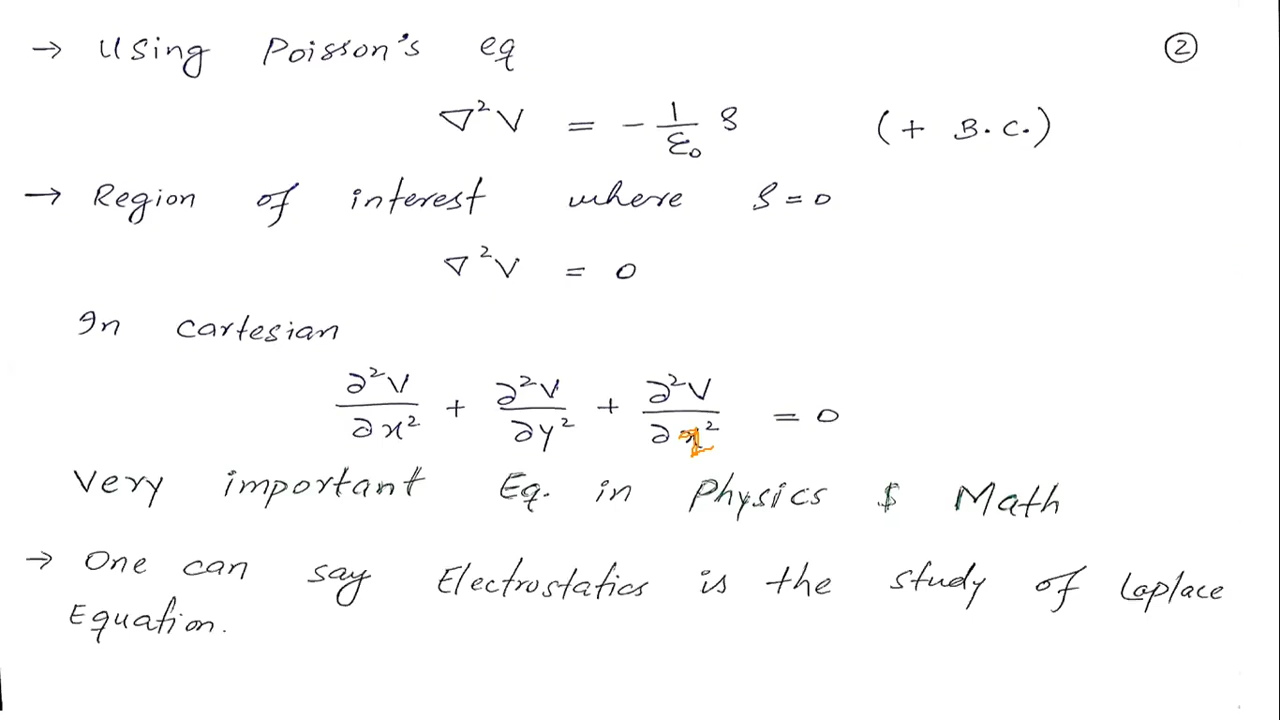 → Using Poisson's eq ②
∇²V = - 1/ε₀ ρ (+ B.C.)
→ Region of interest where ρ = 0
∇²V = 0
In cartesian
∂²V/∂x² + ∂²V/∂y² + ∂²V/∂z² = 0
Very important Eq. in Physics $ Math
→ One can say Electrostatics is the study of Laplace
Equation.